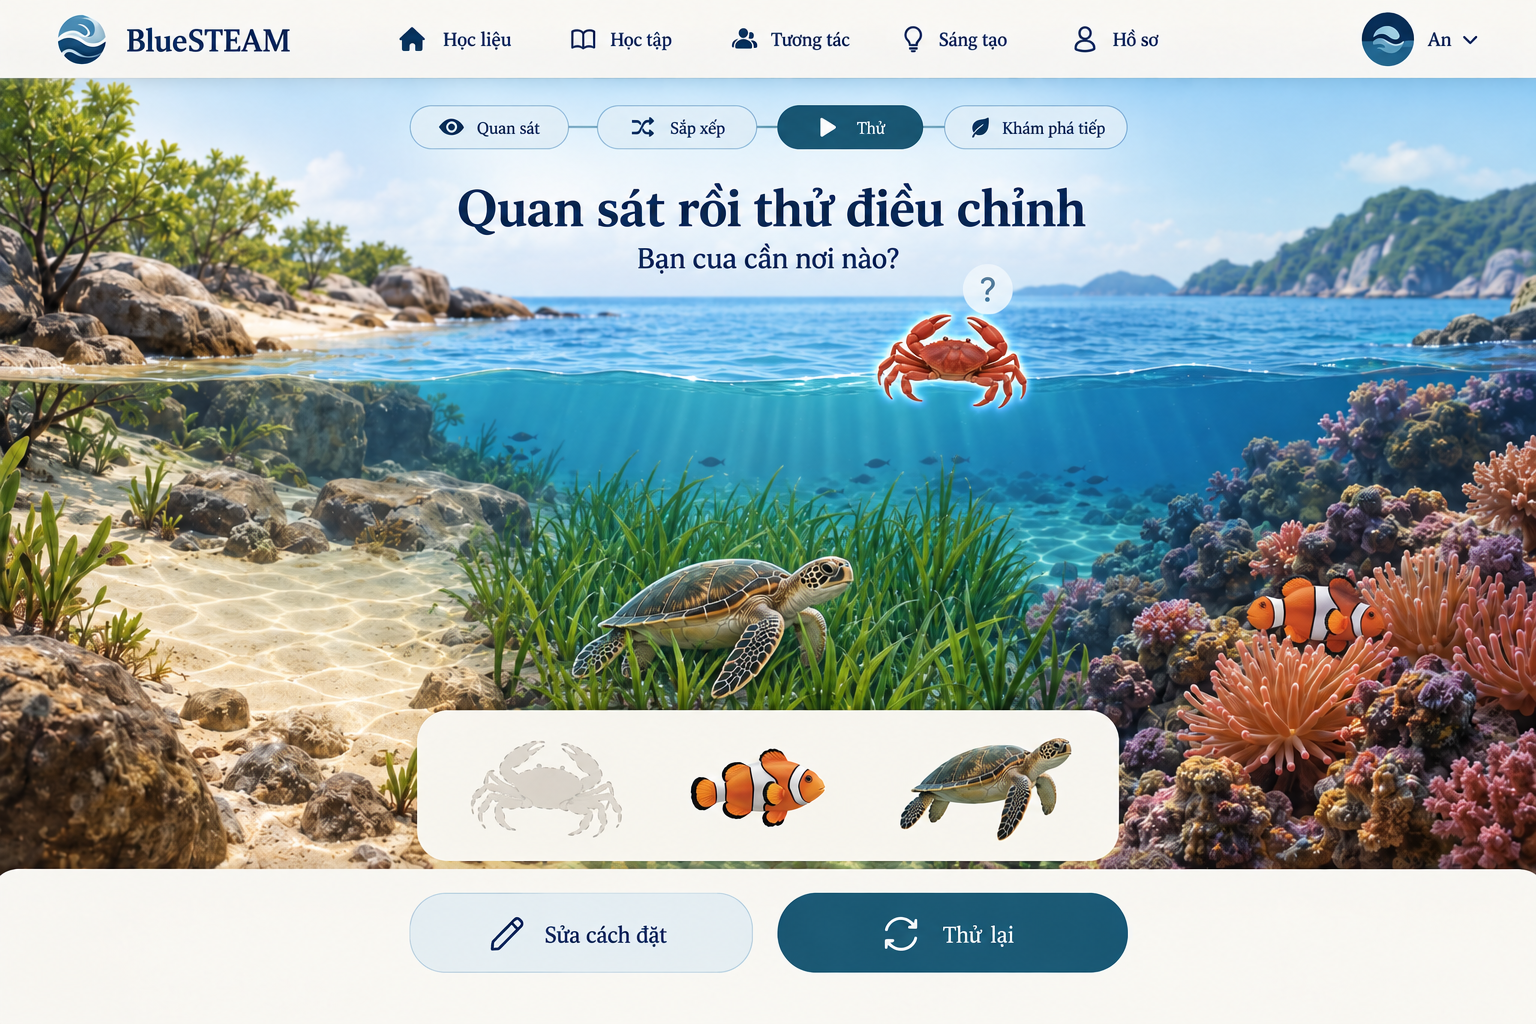 BlueSTEAM
Học liệu
Học tập
Tương tác
Sáng tạo
Hồ sơ
An
Quan sát
Sắp xếp
Thử
Khám phá tiếp
Quan sát rồi thử điều chỉnh
Bạn cua cần nơi nào?
?
Sửa cách đặt
Thử lại